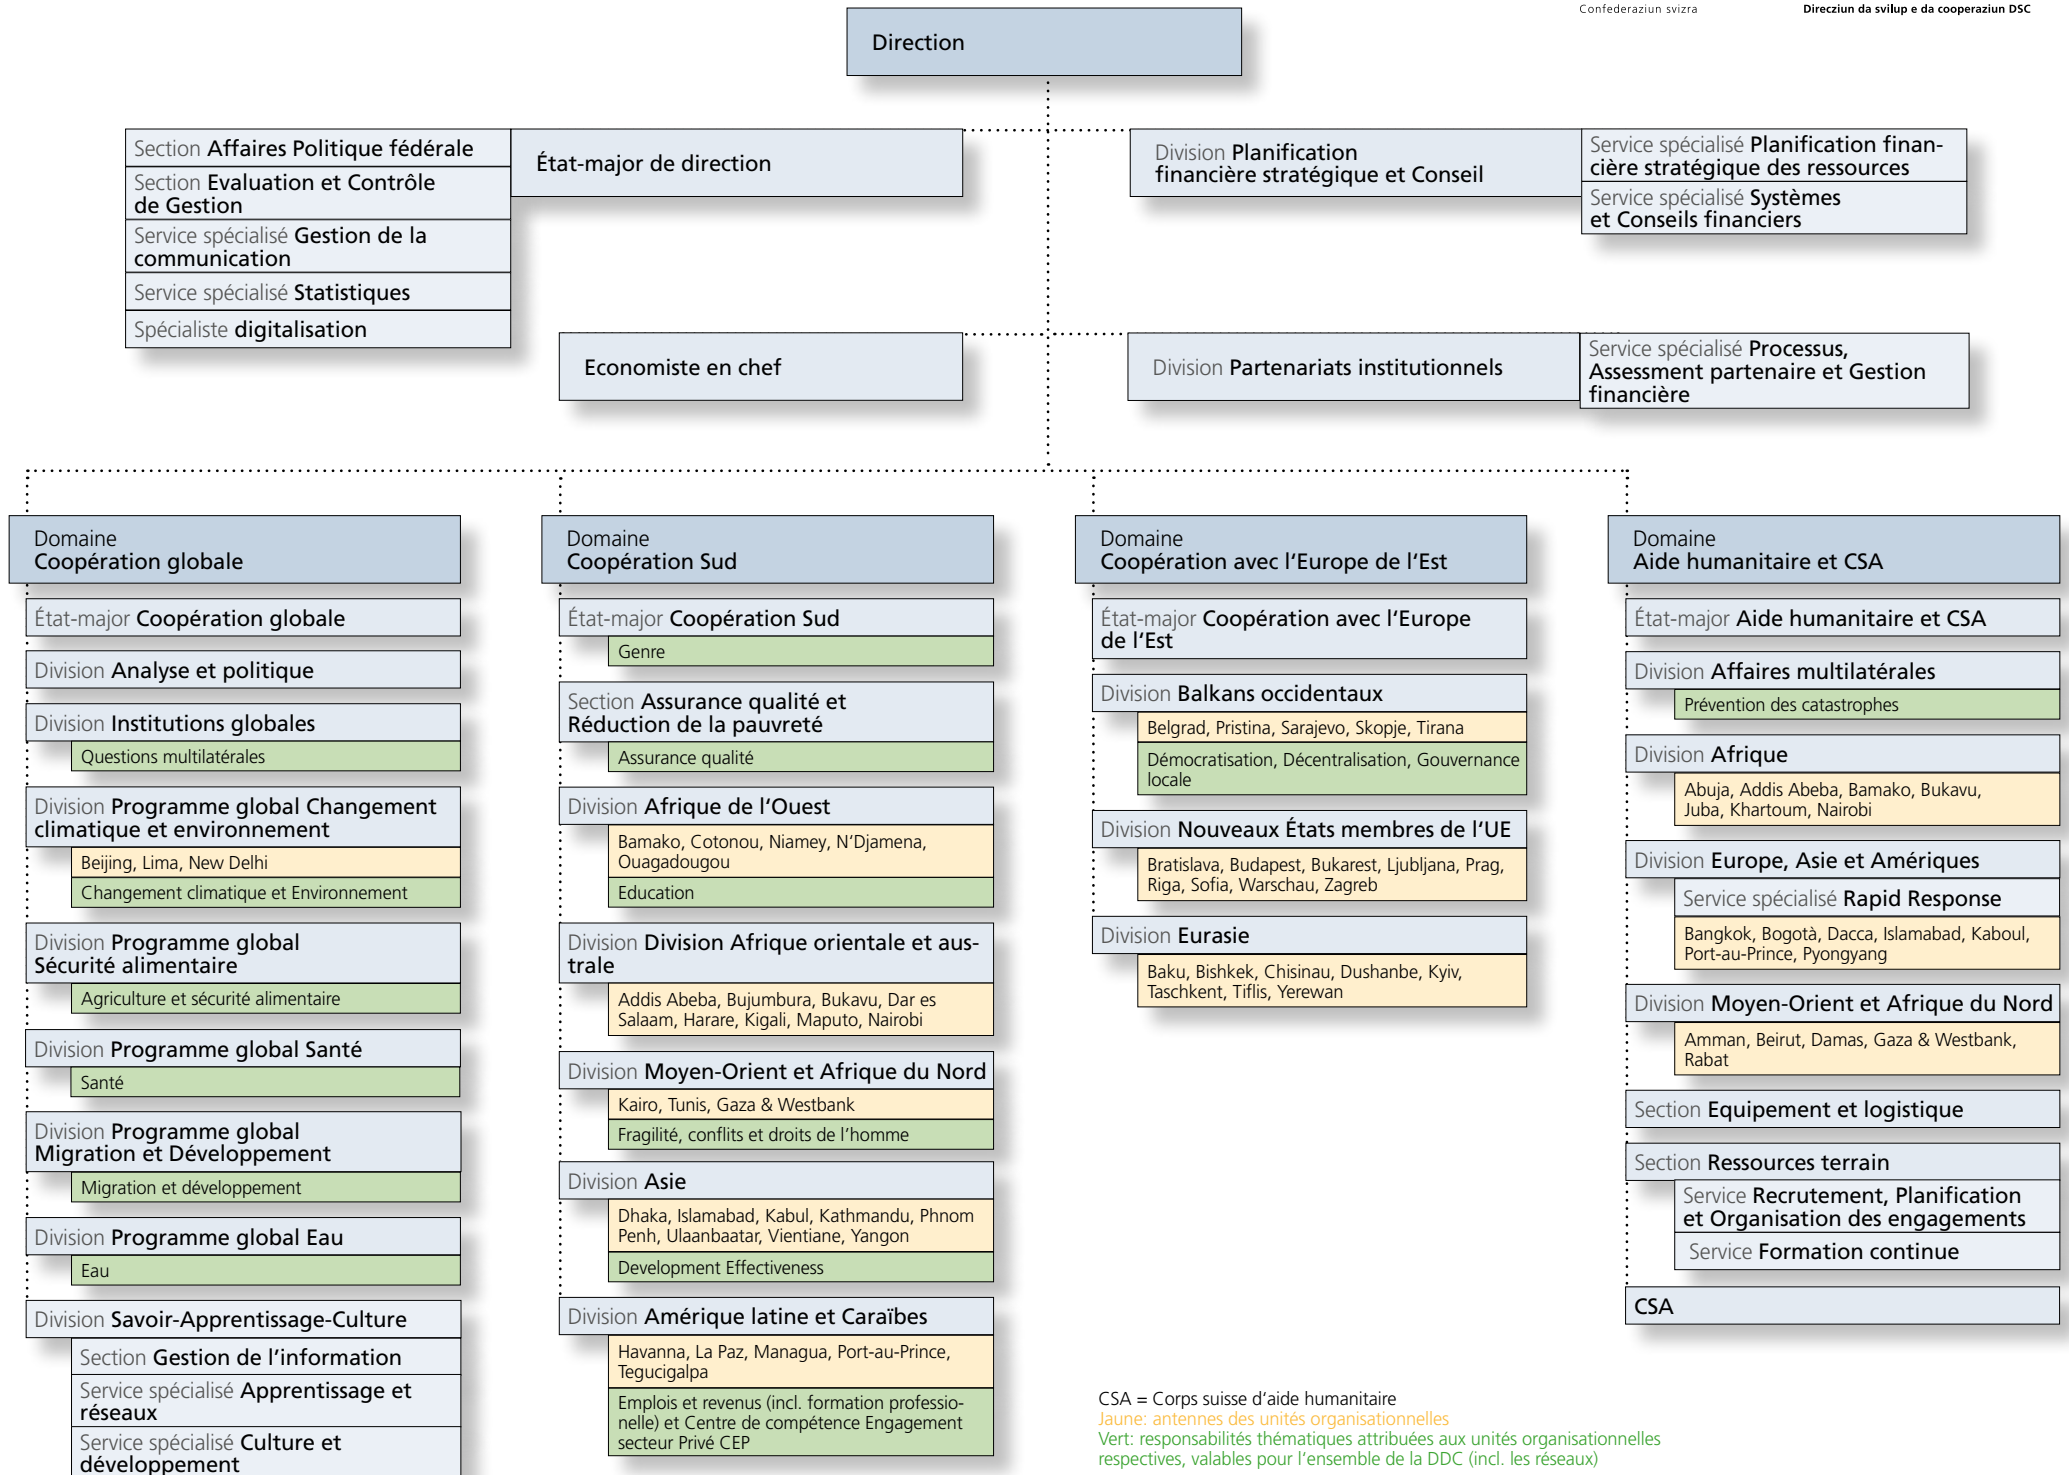 Confederaziun svizra
Direcziun da svilup e da cooperaziun DSC
Direction
Section Affaires Politique fédérale
Section Evaluation et Contrôle
de Gestion
Service spécialisé Gestion de la
communication
Service spécialisé Statistiques
Spécialiste digitalisation
État-major de direction
Division Planification
financière stratégique et Conseil
Service spécialisé Planification finan-
cière stratégique des ressources
Service spécialisé Systèmes
et Conseils financiers
Economiste en chef
Division Partenariats institutionnels
Service spécialisé Processus,
Assessment partenaire et Gestion
financière
Domaine
Coopération globale
État-major Coopération globale
Division Analyse et politique
Division Institutions globales
Questions multilatérales
Division Programme global Changement
climatique et environnement
Beijing, Lima, New Delhi
Changement climatique et Environnement
Division Programme global
Sécurité alimentaire
Agriculture et sécurité alimentaire
Division Programme global Santé
Santé
Division Programme global
Migration et Développement
Migration et développement
Division Programme global Eau
Eau
Division Savoir-Apprentissage-Culture
Section Gestion de l'information
Service spécialisé Apprentissage et
réseaux
Service spécialisé Culture et
développement
Domaine
Coopération Sud
État-major Coopération Sud
Genre
Section Assurance qualité et
Réduction de la pauvreté
Assurance qualité
Division Afrique de l'Ouest
Bamako, Cotonou, Niamey, N'Djamena,
Ouagadougou
Education
Division Division Afrique orientale et aus-
trale
Addis Abeba, Bujumbura, Bukavu, Dar es
Salaam, Harare, Kigali, Maputo, Nairobi
Division Moyen-Orient et Afrique du Nord
Kairo, Tunis, Gaza & Westbank
Fragilité, conflits et droits de l'homme
Division Asie
Dhaka, Islamabad, Kabul, Kathmandu, Phnom
Penh, Ulaanbaatar, Vientiane, Yangon
Development Effectiveness
Division Amérique latine et Caraïbes
Havanna, La Paz, Managua, Port-au-Prince,
Tegucigalpa
Emplois et revenus (incl. formation professio-
nelle) et Centre de compétence Engagement
secteur Privé CEP
Domaine
Coopération avec l'Europe de l'Est
État-major Coopération avec l'Europe
de l'Est
Division Balkans occidentaux
Belgrad, Pristina, Sarajevo, Skopje, Tirana
Démocratisation, Décentralisation, Gouvernance
locale
Division Nouveaux États membres de l'UE
Bratislava, Budapest, Bukarest, Ljubljana, Prag,
Riga, Sofia, Warschau, Zagreb
Division Eurasie
Baku, Bishkek, Chisinau, Dushanbe, Kyiv,
Taschkent, Tiflis, Yerewan
Domaine
Aide humanitaire et CSA
État-major Aide humanitaire et CSA
Division Affaires multilatérales
Prévention des catastrophes
Division Afrique
Abuja, Addis Abeba, Bamako, Bukavu,
Juba, Khartoum, Nairobi
Division Europe, Asie et Amériques
Service spécialisé Rapid Response
Bangkok, Bogotà, Dacca, Islamabad, Kaboul,
Port-au-Prince, Pyongyang
Division Moyen-Orient et Afrique du Nord
Amman, Beirut, Damas, Gaza & Westbank,
Rabat
Section Equipement et logistique
Section Ressources terrain
Service Recrutement, Planification
et Organisation des engagements
Service Formation continue
CSA
CSA = Corps suisse d'aide humanitaire
Jaune: antennes des unités organisationnelles
Vert: responsabilités thématiques attribuées aux unités organisationnelles
respectives, valables pour l'ensemble de la DDC (incl. les réseaux)